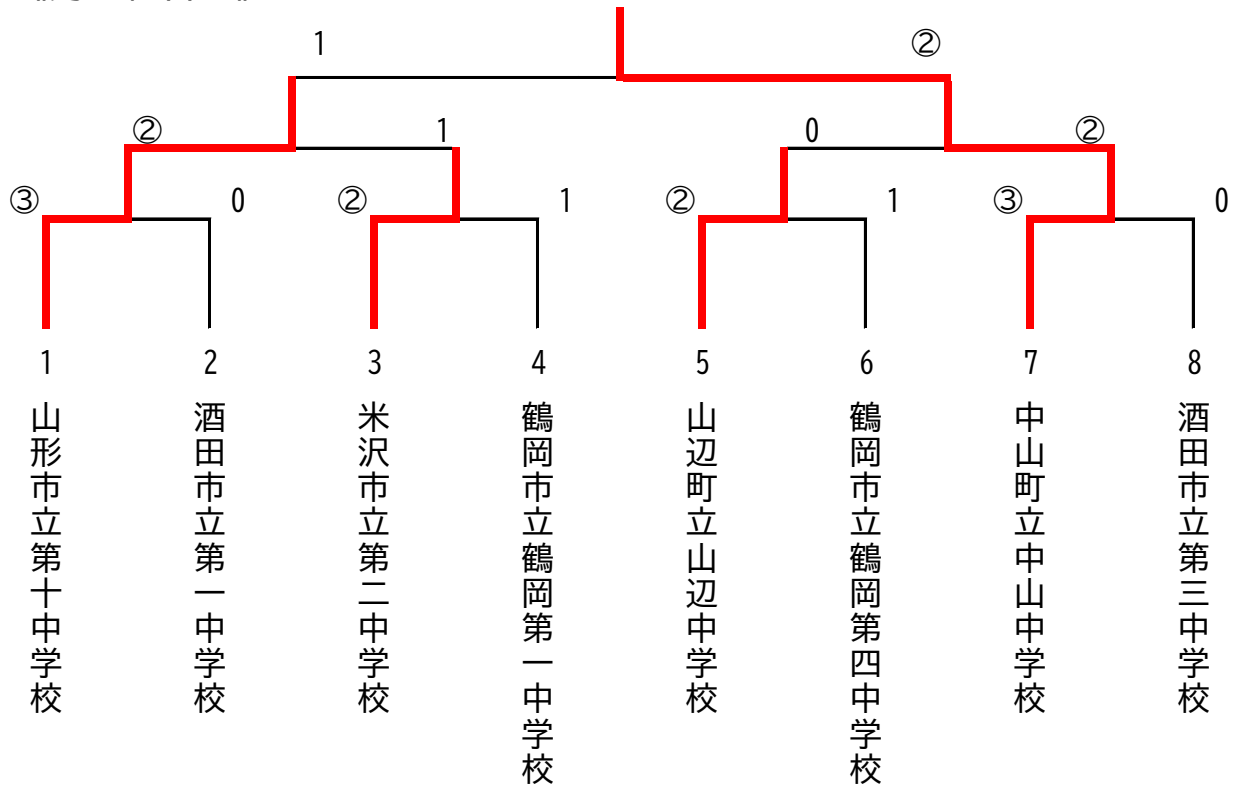 1 ②
② 1 0 ②
③ 0 ② 1 ② 1 ③ 0
1 2 3 4 5 6 7 8
山形市立第十中学校
酒田市立第一中学校
米沢市立第二中学校
鶴岡市立鶴岡第一中学校
山辺町立山辺中学校
鶴岡市立鶴岡第四中学校
中山町立中山中学校
酒田市立第三中学校